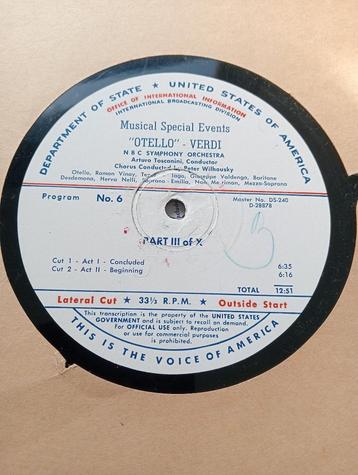 DEPARTMENT OF STATE ★ UNITED STATES OF AMERICA
OFFICE OF INTERNATIONAL INFORMATION
INTERNATIONAL BROADCASTING DIVISION
Musical Special Events
"OTELLO" - VERDI
NBC SYMPHONY ORCHESTRA
Arturo Toscanini, Conductor
Chorus Conducted by Peter Wilhousky
Otello, Ramon Vinay, Iago, Giuseppe Valdengo, Baritone
Desdemona, Herva Nelli, Soprano - Emilia, Nan Merriman, Mezzo-Soprano
Program No. 6
Master No. DS-240
D-28878
PART III of X
Cut 1 - Act I - Concluded 6:35
Cut 2 - Act II - Beginning 6:16
TOTAL 12:51
Lateral Cut ★ 33⅓ R.P.M. ★ Outside Start
This transcription is the property of the UNITED STATES
GOVERNMENT and is subject to recall on demand.
For OFFICIAL USE only. Reproduction
or use for commercial purposes
is prohibited.
★ THIS IS THE VOICE OF AMERICA ★